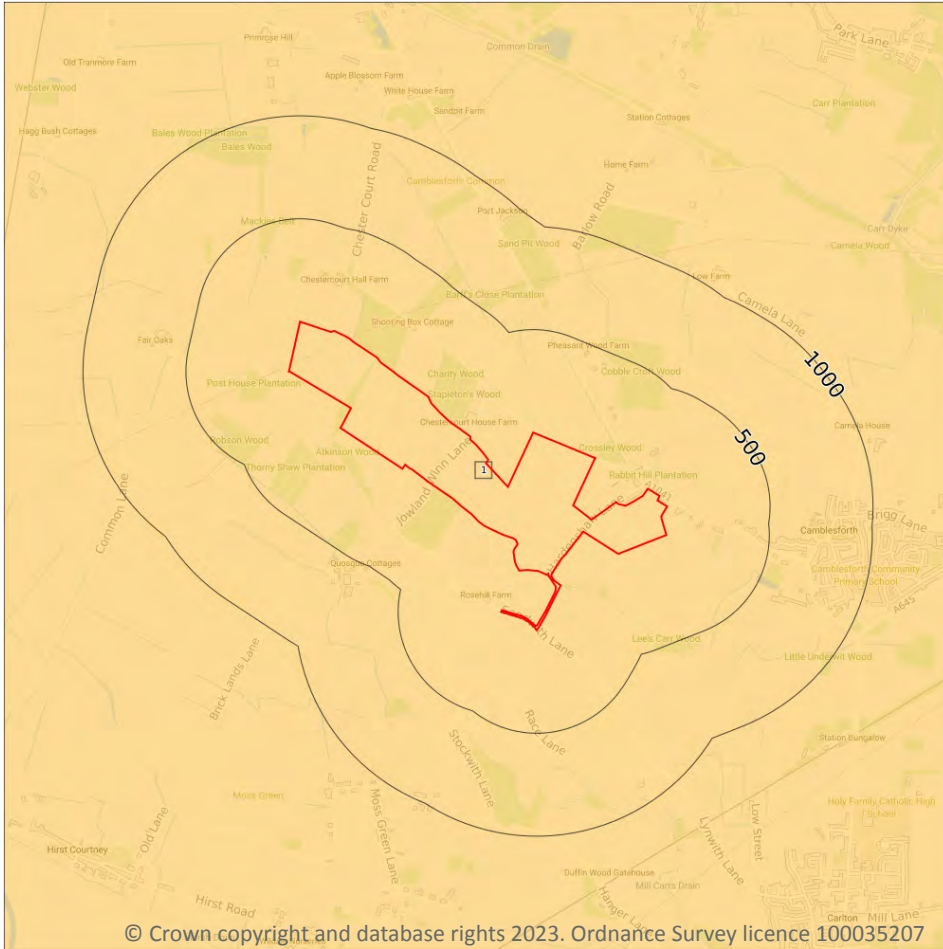 Park Lane
Primrose Hill
Common Drain
Old Tranmore Farm
Apple Blossom Farm
Webster Wood
White House Farm
Carr Plantation
Sandpit Farm
Station Cottages
Hagg Bush Cottages
Bales Wood Plantation
Bales Wood
Home Farm
Chester Court Road
Camblesforth Common
Barlow Road
Port Jackson
Mackins Belt
Carr Dyke
Sand Pit Wood
Camela Wood
Chestercourt Hall Farm
Low Farm
Barff's Close Plantation
Camela Lane
Shooting Box Cottage
Fair Oaks
Pheasant Wood Farm
1000
Charity Wood
Cobble Croft Wood
Post House Plantation
Stapleton's Wood
Chestercourt House Farm
Camela House
500
Robson Wood
Atkinson Wood
Crossley Wood
Jowland Winn Lane
1
Thorny Shaw Plantation
Rabbit Hill Plantation
A1041
Common Lane
Brigg Lane
Camblesforth
Hardenshaw Lane
Quosquo Cottages
Camblesforth Community
Primary School
Rosehill Farm
A645
Lane
Lee's Carr Wood
Little Underwit Wood
Brick Lands Lane
Race Lane
Stockwith Lane
Station Bungalow
Moss Green
Moss Green Lane
Holy Family Catholic High
School
Old Lane
Low Street
Lynwith Lane
Hirst Courtney
Duffin Wood Gatehouse
Mill Carrs Drain
Hirst Road
Hanger Lane
Carlton
Mill Lane
© Crown copyright and database rights 2023. Ordnance Survey licence 100035207